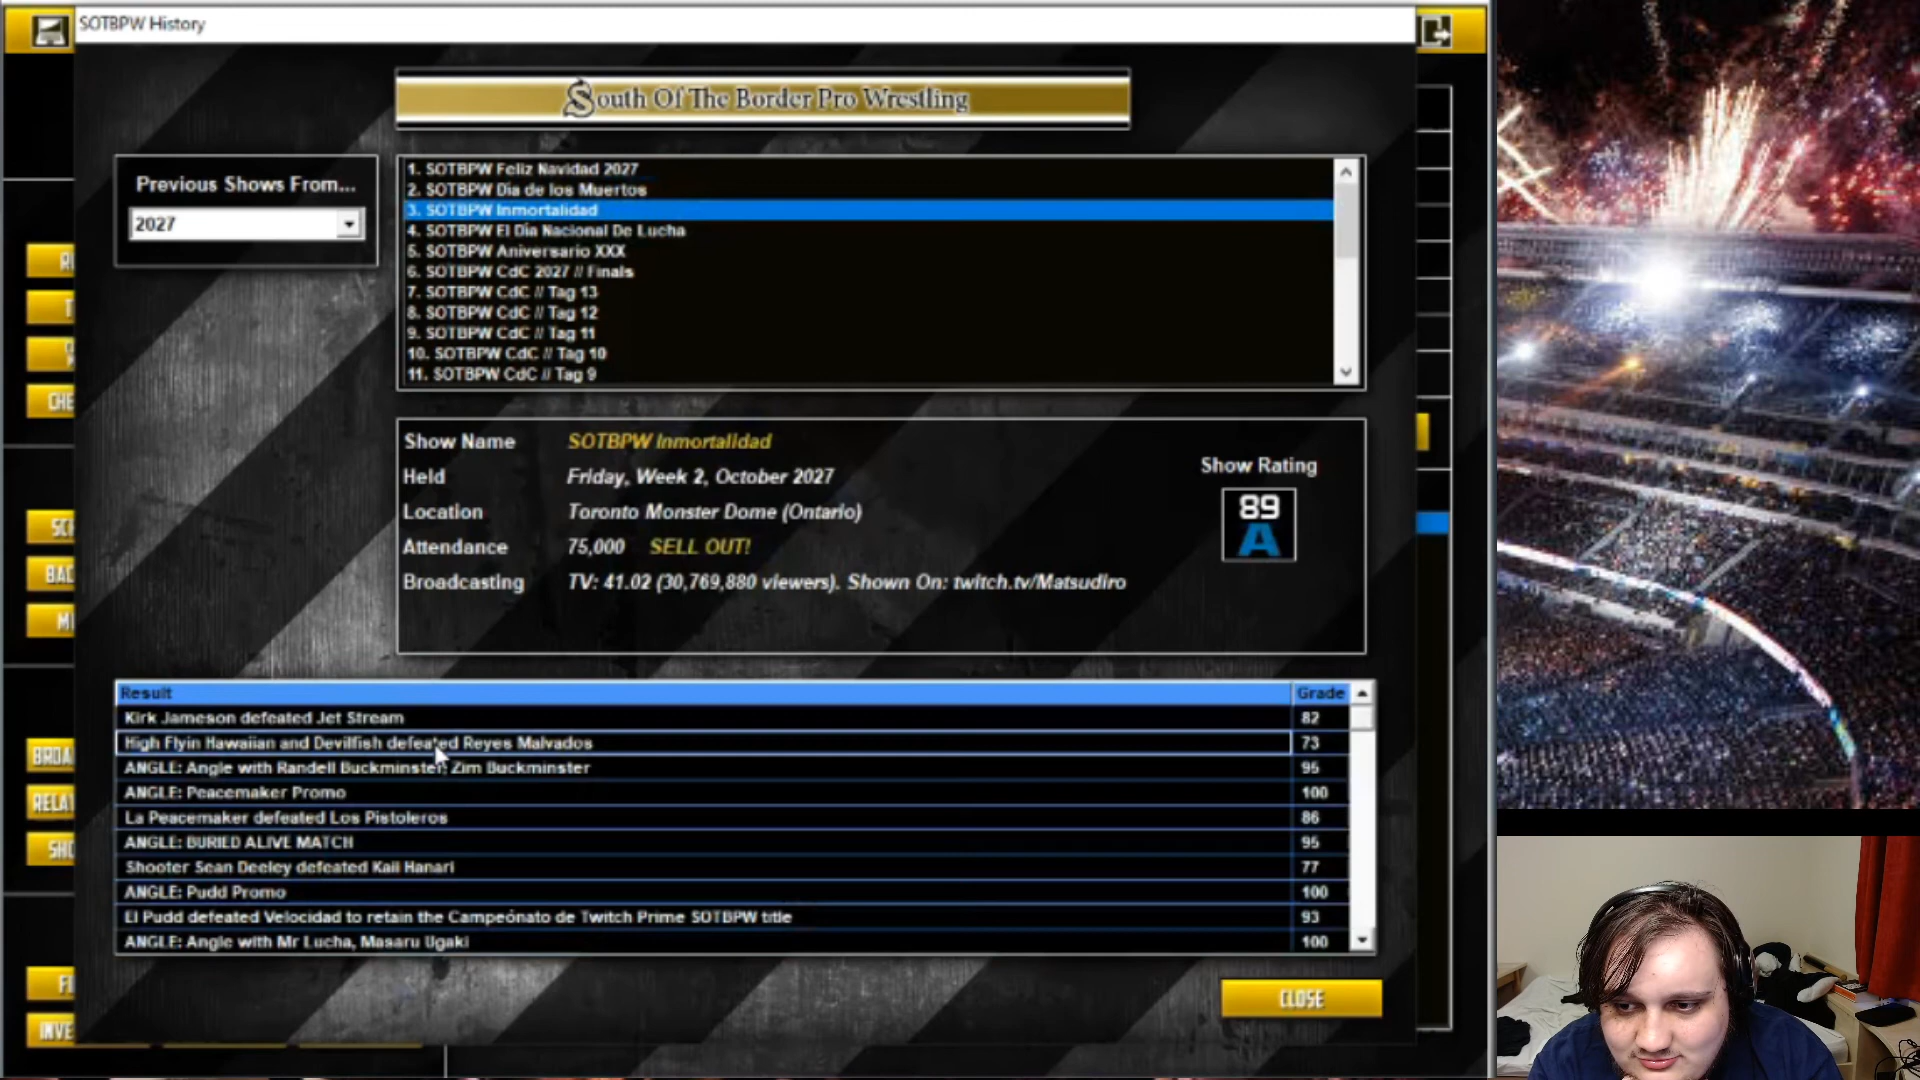 SOTBPW History
South Of The Border Pro Wrestling
Previous Shows From...
2027
1. SOTBPW Feliz Navidad 2027
2. SOTBPW Dia de los Muertos
3. SOTBPW Inmortalidad
4. SOTBPW El Dia Nacional De Lucha
5. SOTBPW Aniversario XXX
6. SOTBPW CdC 2027 // Finals
7. SOTBPW CdC // Tag 13
8. SOTBPW CdC // Tag 12
9. SOTBPW CdC // Tag 11
10. SOTBPW CdC // Tag 10
11. SOTBPW CdC // Tag 9
Show Name SOTBPW Inmortalidad
Held Friday, Week 2, October 2027
Location Toronto Monster Dome (Ontario)
Attendance 75,000 SELL OUT!
Broadcasting TV: 41.02 (30,769,880 viewers). Shown On: twitch.tv/Matsudiro
Show Rating
89
A
Result Grade
Kirk Jameson defeated Jet Stream 82
High Flyin Hawaiian and Devilfish defeated Reyes Malvados 73
ANGLE: Angle with Randell Buckminster, Zim Buckminster 95
ANGLE: Peacemaker Promo 100
La Peacemaker defeated Los Pistoleros 86
ANGLE: BURIED ALIVE MATCH 95
Shooter Sean Deeley defeated Kaii Hanari 77
ANGLE: Pudd Promo 100
El Pudd defeated Velocidad to retain the Campeónato de Twitch Prime SOTBPW title 93
ANGLE: Angle with Mr Lucha, Masaru Ugaki 100
CLOSE
CHE
SCH
BAC
BROA
RELA
SHO
INVE